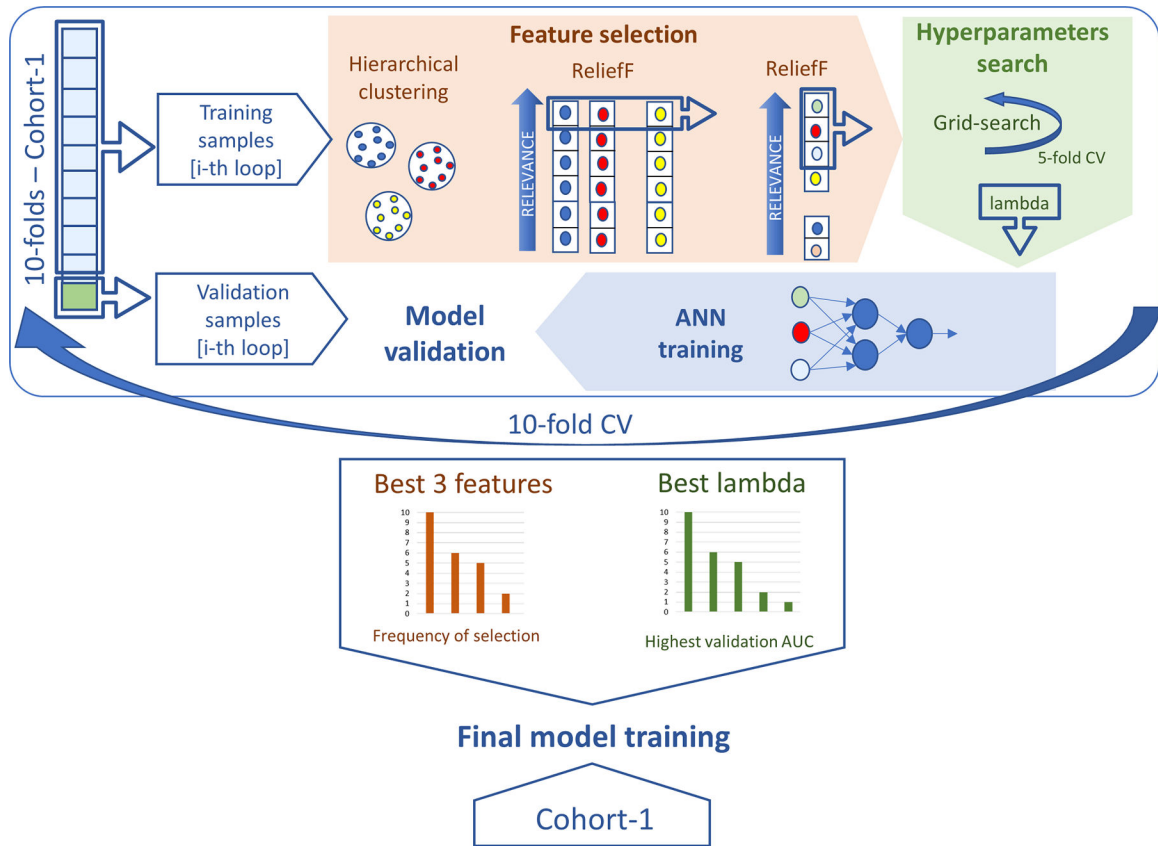 10-folds – Cohort-1
Training
samples
[i-th loop]
Feature selection
Hierarchical
clustering
ReliefF
RELEVANCE
ReliefF
RELEVANCE
Hyperparameters
search
Grid-search
5-fold CV
lambda
Validation
samples
[i-th loop]
Model
validation
ANN
training
10-fold CV
Best 3 features
10
9
8
7
6
5
4
3
2
1
0
Frequency of selection
Best lambda
10
9
8
7
6
5
4
3
2
1
0
Highest validation AUC
Final model training
Cohort-1